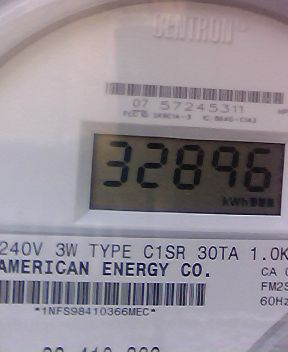 CENTRON
07 57245311
32896
kWh
240V 3W TYPE C1SR 30TA 1.0K
AMERICAN ENERGY CO.
CA
FM2S
60Hz
*1NFS98410366MEC*